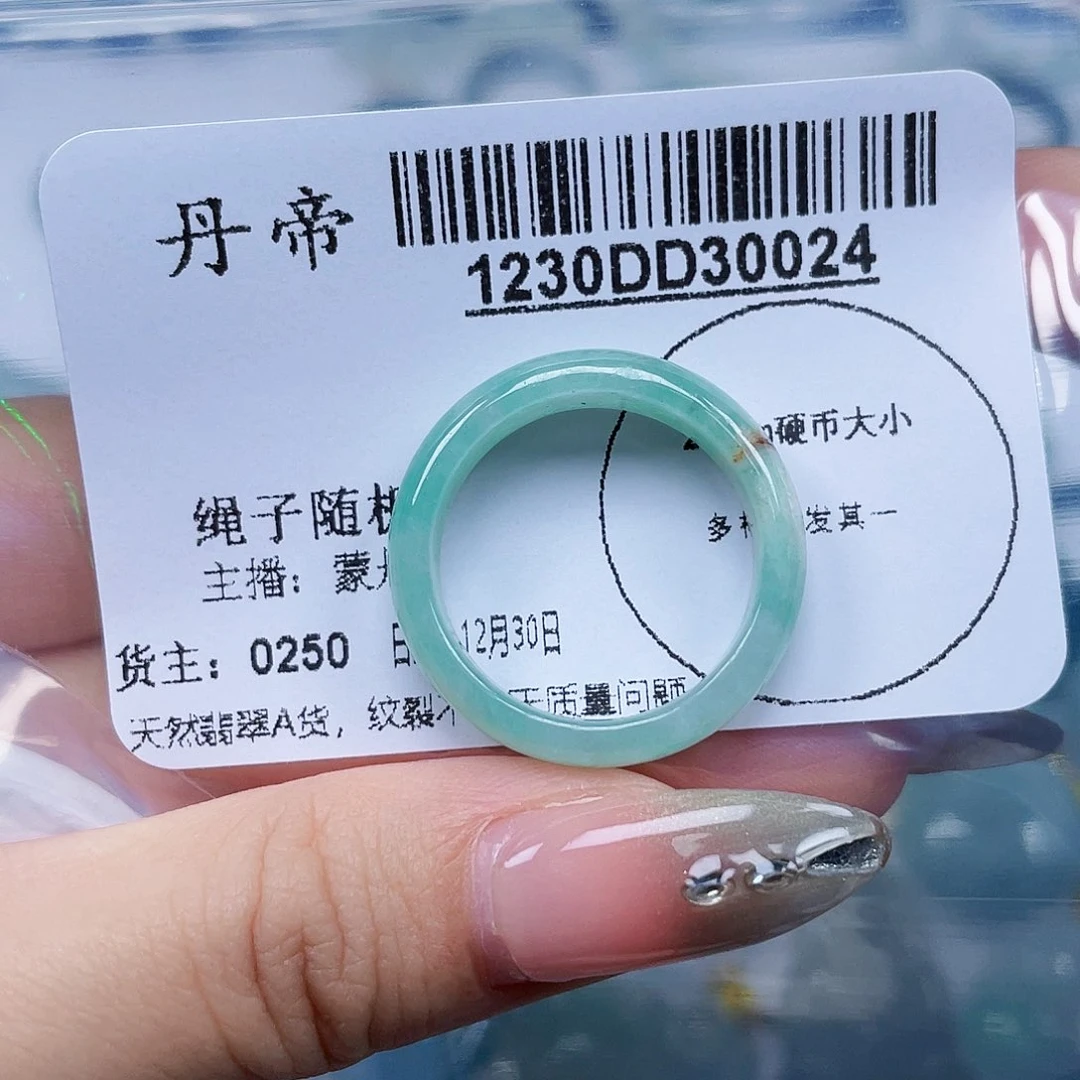 丹帝
1230DD30024
硬币大小
绳子随机
多 发其一
主播：蒙
货主：0250 12月30日
天然翡翠A货，纹裂不 质量问题